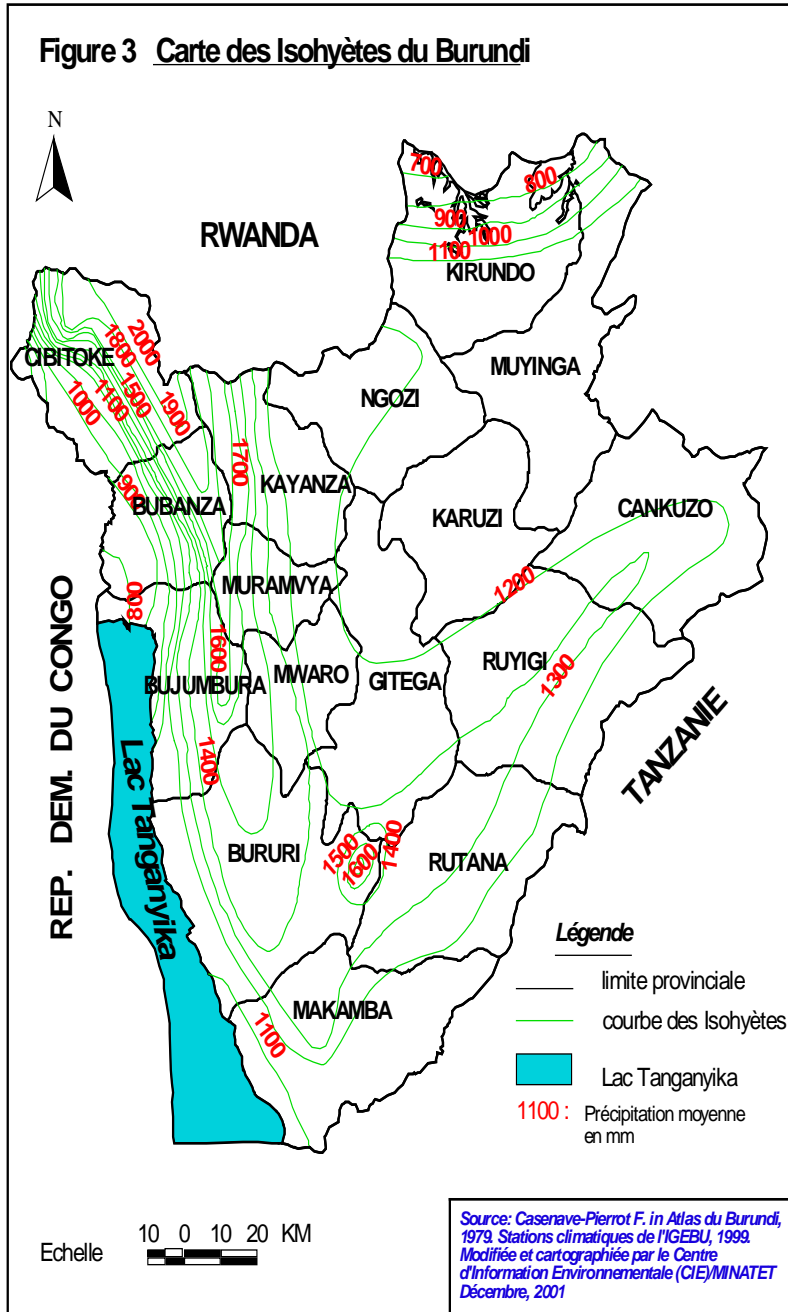 Figure 3 Carte des Isohyètes du Burundi
N
700
800
900
1000
1100
RWANDA
KIRUNDO
2000
1800
CIBITOKE
1500
1100
1000
1900
MUYINGA
NGOZI
1700
900
BUBANZA
KAYANZA
KARUZI
CANKUZO
800
MURAMVYA
1200
1600
BUJUMBURA
MWARO
GITEGA
RUYIGI
1300
REP. DEM. DU CONGO
Lac Tanganyika
1400
TANZANIE
BURURI
1500
1600
1400
RUTANA
MAKAMBA
1100
Légende
limite provinciale
courbe des Isohyètes
Lac Tanganyika
1100 : Précipitation moyenne
en mm
Echelle
10 0 10 20 KM
Source: Casenave-Pierrot F. in Atlas du Burundi,
1979. Stations climatiques de l'IGEBU, 1999.
Modifiée et cartographiée par le Centre
d'Information Environnementale (CIE)/MINATET
Décembre, 2001